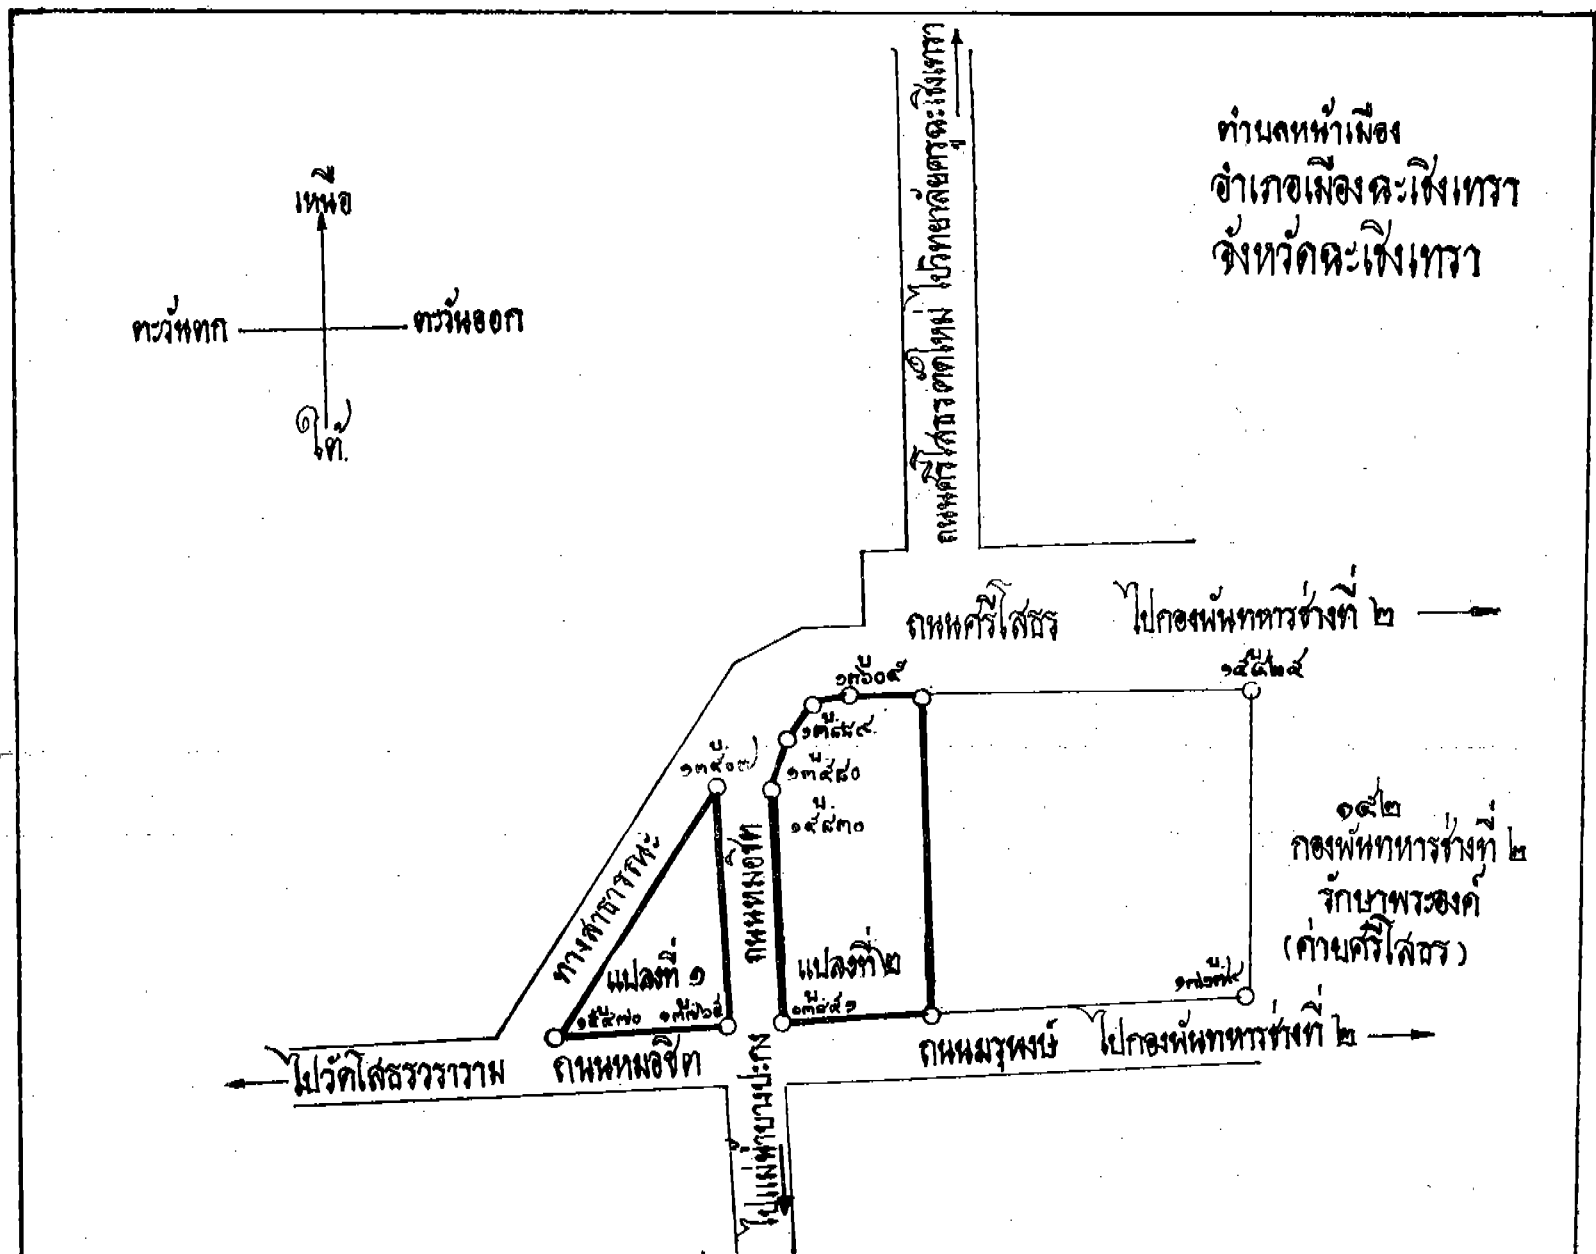 ตำบลหน้าเมือง
อำเภอเมืองฉะเชิงเทรา
จังหวัดฉะเชิงเทรา
เหนือ
ตะวันตก
ตะวันออก
ใต้
ถนนศรีโสธรตัดใหม่ ไปวิทยาลัยครูฉะเชิงเทรา
ถนนศรีโสธร
ไปกองพันทหารช่างที่ ๒
ทางสาธารณะ
ถนนหมอชิต
แปลงที่ ๑
แปลงที่ ๒
๑๕๒
กองพันทหารช่างที่ ๒
รักษาพระองค์
(ค่ายศรีโสธร)
ไปวัดโสธรวราราม
ถนนหมอชิต
ถนนมรุพงษ์
ไปกองพันทหารช่างที่ ๒
ไปแม่น้ำบางปะกง